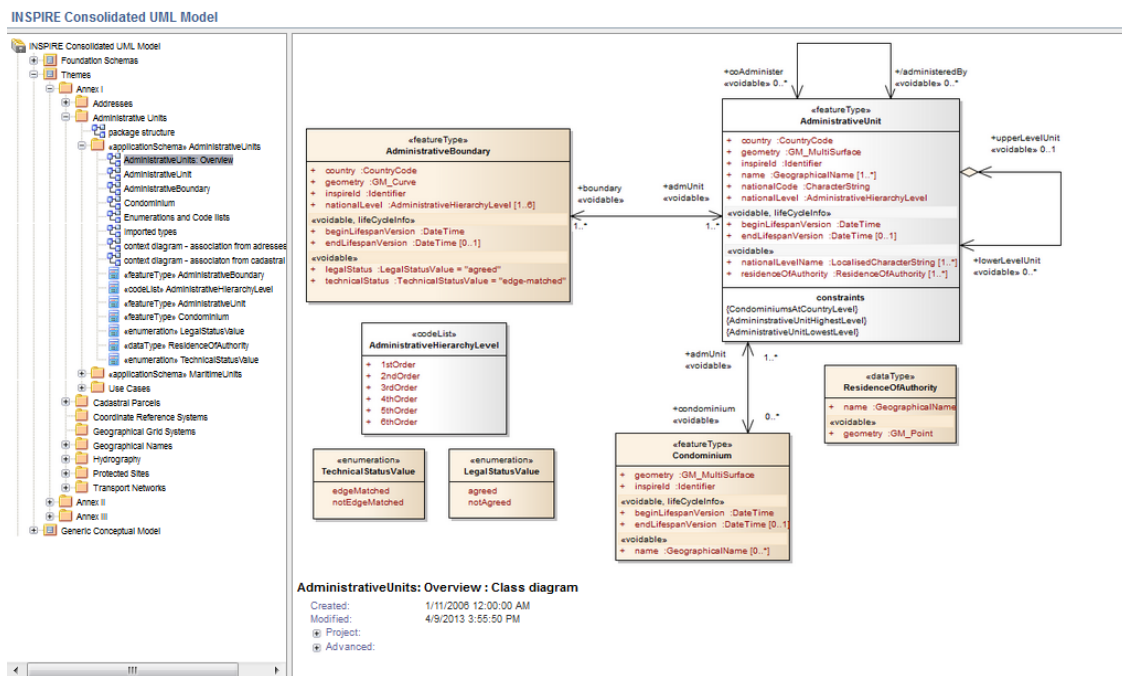 INSPIRE Consolidated UML Model
INSPIRE Consolidated UML Model
Foundation Schemas
Themes
Annex I
Addresses
Administrative Units
package structure
«applicationSchema» AdministrativeUnits
AdministrativeUnits: Overview
AdministrativeUnit
AdministrativeBoundary
Condominium
Enumerations and Code lists
Imported types
context diagram - association from adresses
context diagram - associaton from cadastral
«featureType» AdministrativeBoundary
«codeList» AdministrativeHierarchyLevel
«featureType» AdministrativeUnit
«featureType» Condominium
«enumeration» LegalStatusValue
«dataType» ResidenceOfAuthority
«enumeration» TechnicalStatusValue
«applicationSchema» MaritimeUnits
Use Cases
Cadastral Parcels
Coordinate Reference Systems
Geographical Grid Systems
Geographical Names
Hydrography
Protected Sites
Transport Networks
Annex II
Annex III
Generic Conceptual Model
+coAdminister
«voidable» 0..*
+/administeredBy
«voidable» 0..*
«featureType»
AdministrativeUnit
+ country :CountryCode
+ geometry :GM_MultiSurface
+ inspireId :Identifier
+ name :GeographicalName [1..*]
+ nationalCode :CharacterString
+ nationalLevel :AdministrativeHierarchyLevel
«voidable, lifeCycleInfo»
+ beginLifespanVersion :DateTime
+ endLifespanVersion :DateTime [0..1]
«voidable»
+ nationalLevelName :LocalisedCharacterString [1..*]
+ residenceOfAuthority :ResidenceOfAuthority [1..*]
constraints
{CondominiumsAtCountryLevel}
{AdmininstrativeUnitHighestLevel}
{AdministrativeUnitLowestLevel}
+upperLevelUnit
«voidable» 0..1
+lowerLevelUnit
«voidable» 0..*
«featureType»
AdministrativeBoundary
+ country :CountryCode
+ geometry :GM_Curve
+ inspireId :Identifier
+ nationalLevel :AdministrativeHierarchyLevel [1..6]
«voidable, lifeCycleInfo»
+ beginLifespanVersion :DateTime
+ endLifespanVersion :DateTime [0..1]
«voidable»
+ legalStatus :LegalStatusValue = "agreed"
+ technicalStatus :TechnicalStatusValue = "edge-matched"
+boundary
«voidable»
1..*
+admUnit
«voidable»
1..*
«codeList»
AdministrativeHierarchyLevel
+ 1stOrder
+ 2ndOrder
+ 3rdOrder
+ 4thOrder
+ 5thOrder
+ 6thOrder
«enumeration»
TechnicalStatusValue
edgeMatched
notEdgeMatched
«enumeration»
LegalStatusValue
agreed
notAgreed
+admUnit
«voidable»
1..*
+condominium
«voidable»
0..*
«featureType»
Condominium
+ geometry :GM_MultiSurface
+ inspireId :Identifier
«voidable, lifeCycleInfo»
+ beginLifespanVersion :DateTime
+ endLifespanVersion :DateTime [0..1]
«voidable»
+ name :GeographicalName [0..*]
«dataType»
ResidenceOfAuthority
+ name :GeographicalName
«voidable»
+ geometry :GM_Point
AdministrativeUnits: Overview : Class diagram
Created: 1/11/2006 12:00:00 AM
Modified: 4/9/2013 3:55:50 PM
Project:
Advanced: